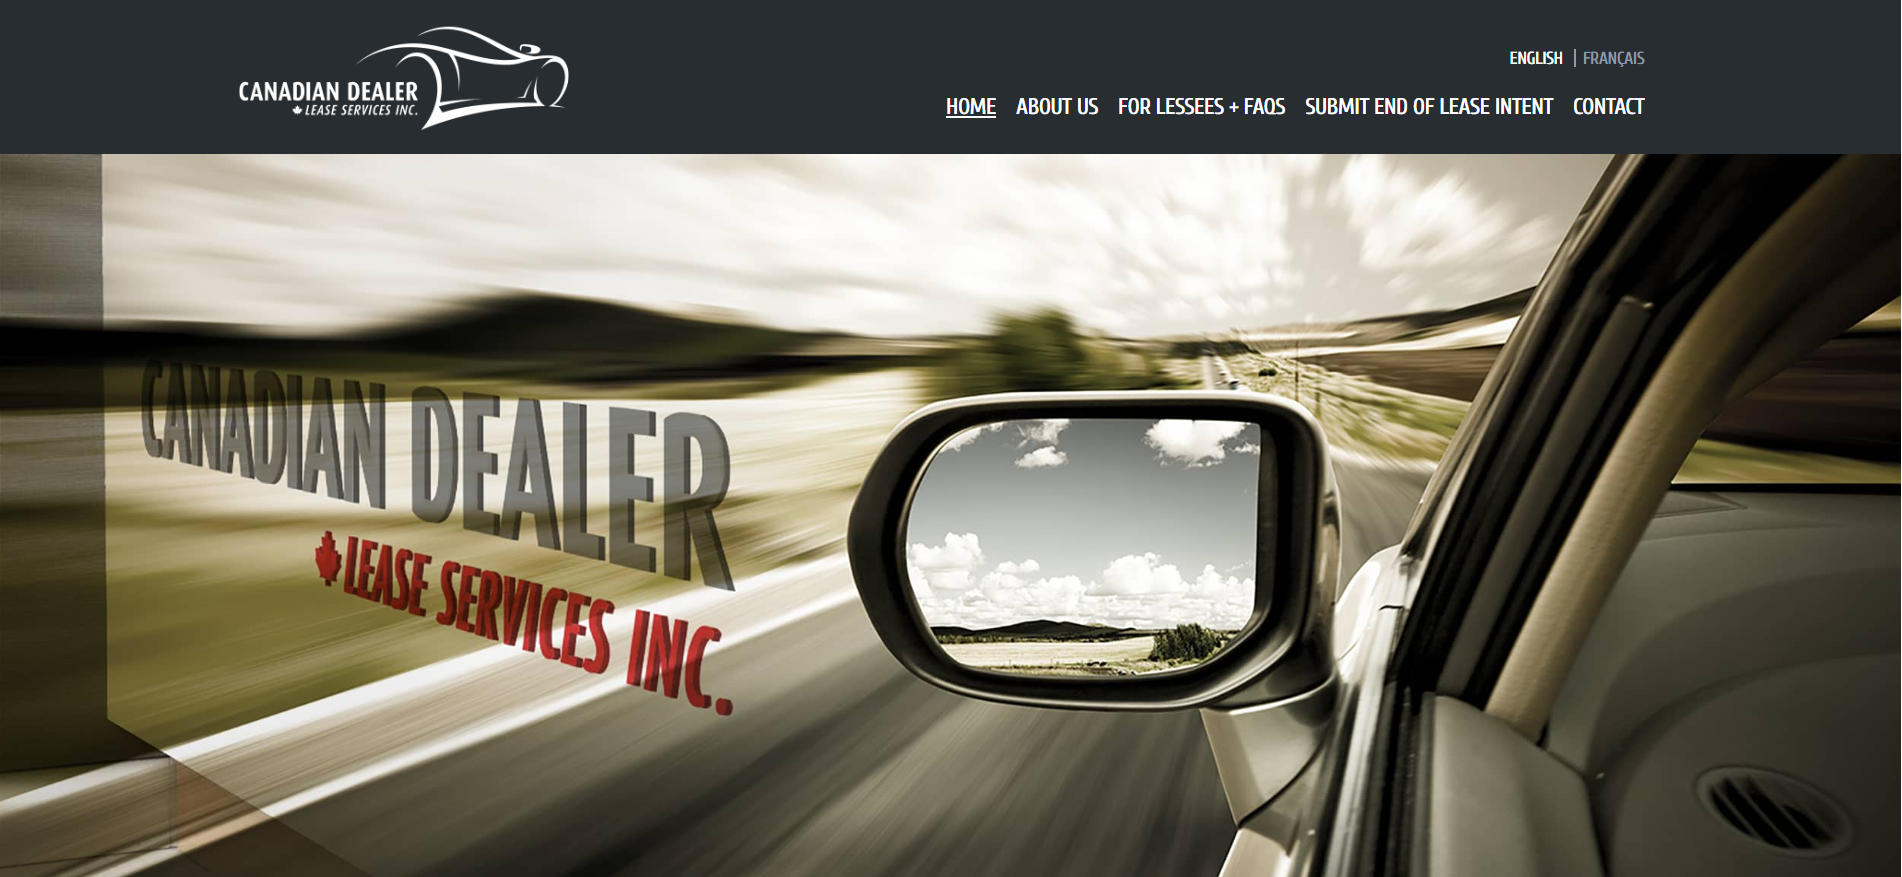 CANADIAN DEALER
LEASE SERVICES INC.
ENGLISH | FRANÇAIS
HOME ABOUT US FOR LESSEES + FAQS SUBMIT END OF LEASE INTENT CONTACT
CANADIAN DEALER
LEASE SERVICES INC.